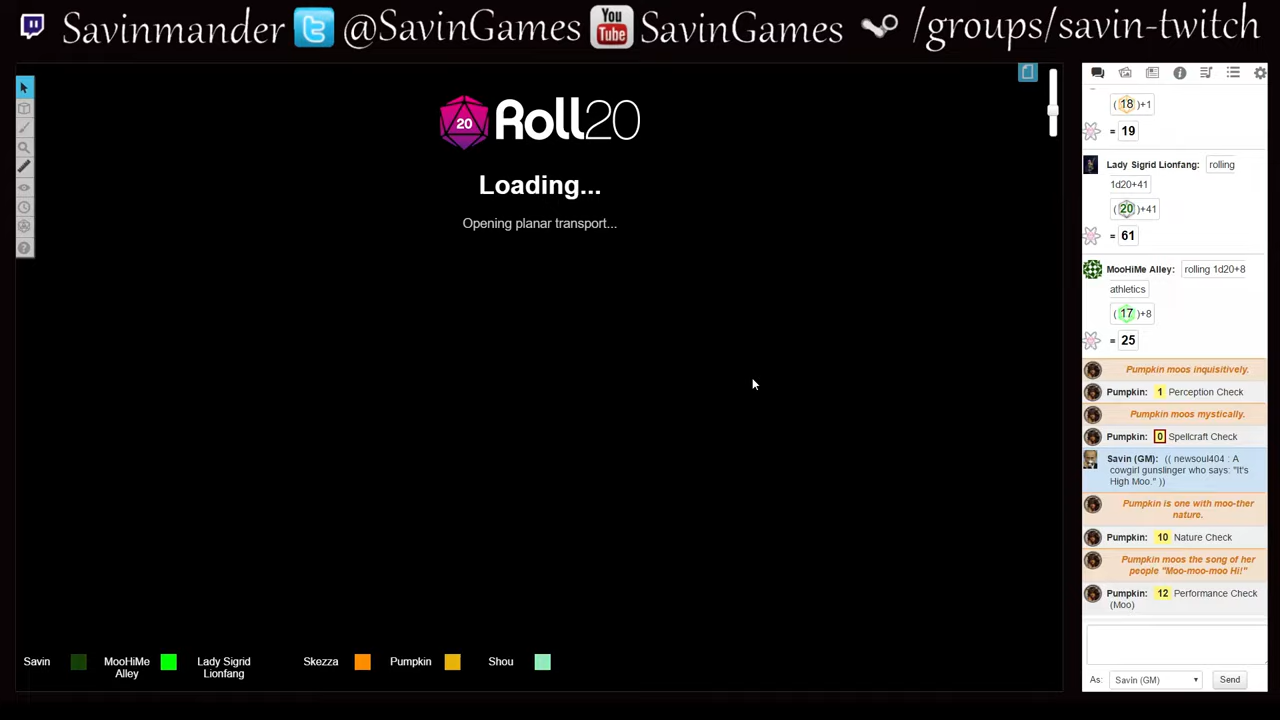 Savinmander @SavinGames You Tube SavinGames /groups/savin-twitch
20 Roll20
Loading...
Opening planar transport...
Savin
MooHiMe
Alley
Lady Sigrid
Lionfang
Skezza
Pumpkin
Shou
(18)+1
= 19
Lady Sigrid Lionfang: rolling
1d20+41
(20)+41
= 61
MooHiMe Alley: rolling 1d20+8
athletics
(17)+8
= 25
Pumpkin moos inquisitively.
Pumpkin: 1 Perception Check
Pumpkin moos mystically.
Pumpkin: 0 Spellcraft Check
Savin (GM): (( newsoul404 : A
cowgirl gunslinger who says: "It's
High Moo." ))
Pumpkin is one with moo-ther
nature.
Pumpkin: 10 Nature Check
Pumpkin moos the song of her
people "Moo-moo-moo Hi!"
Pumpkin: 12 Performance Check
(Moo)
As: Savin (GM) Send